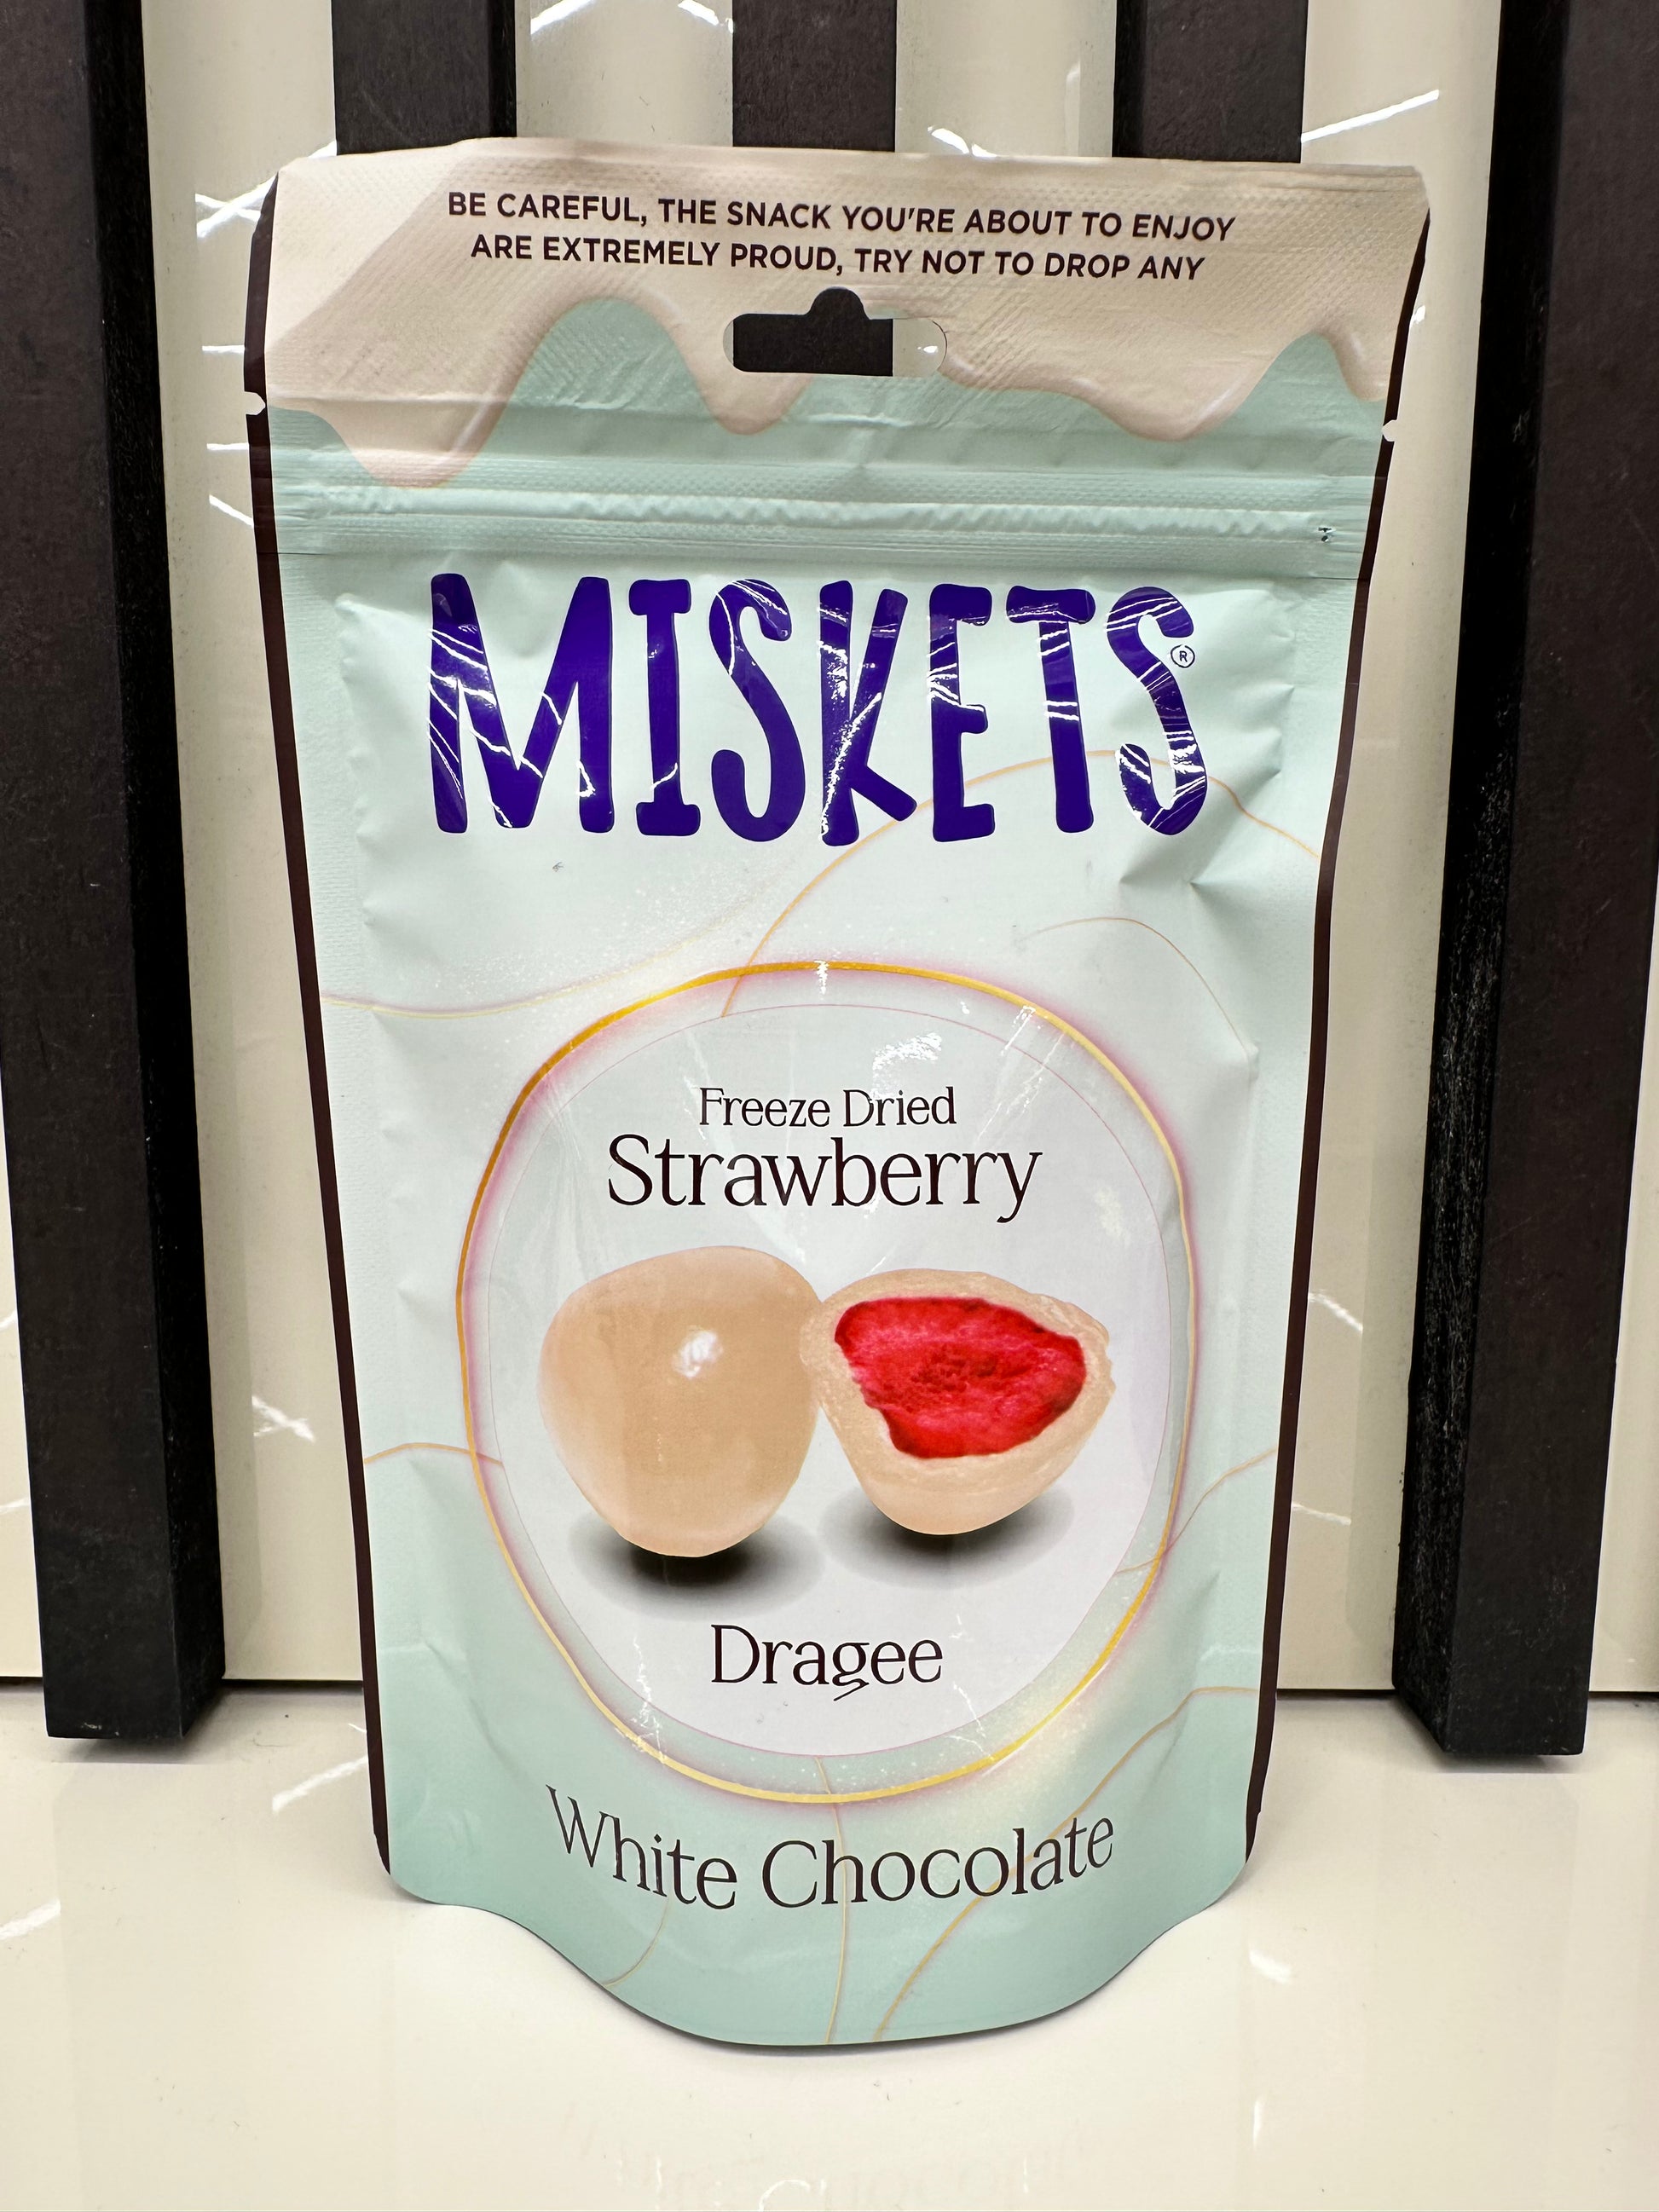 BE CAREFUL, THE SNACK YOU'RE ABOUT TO ENJOY
ARE EXTREMELY PROUD, TRY NOT TO DROP ANY
MISKETS®
Freeze Dried
Strawberry
Dragee
White Chocolate